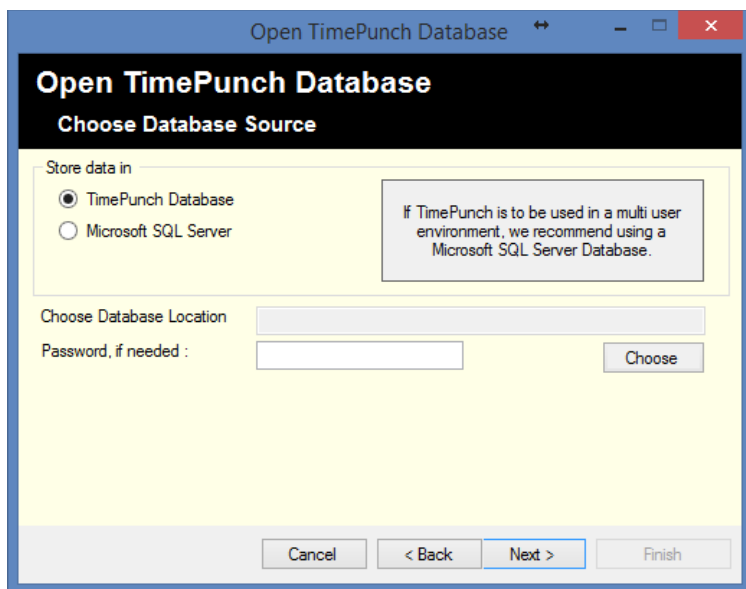 Open TimePunch Database
Open TimePunch Database
Choose Database Source
Store data in
TimePunch Database
Microsoft SQL Server
If TimePunch is to be used in a multi user
environment, we recommend using a
Microsoft SQL Server Database.
Choose Database Location
Password, if needed :
Choose
Cancel
< Back
Next >
Finish